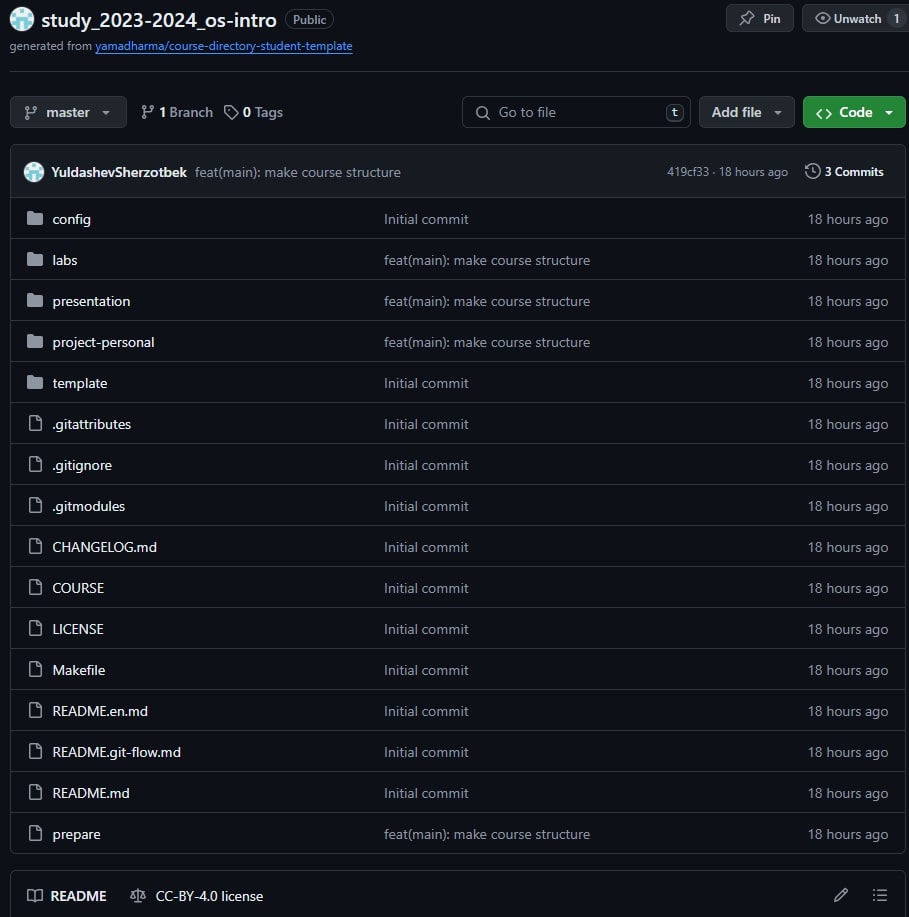 study_2023-2024_os-intro Public Pin Unwatch 1
generated from yamadharma/course-directory-student-template
master 1 Branch 0 Tags Go to file t Add file Code
YuldashevSherzotbek feat(main): make course structure 419cf33 · 18 hours ago 3 Commits
config Initial commit 18 hours ago
labs feat(main): make course structure 18 hours ago
presentation feat(main): make course structure 18 hours ago
project-personal feat(main): make course structure 18 hours ago
template Initial commit 18 hours ago
.gitattributes Initial commit 18 hours ago
.gitignore Initial commit 18 hours ago
.gitmodules Initial commit 18 hours ago
CHANGELOG.md Initial commit 18 hours ago
COURSE Initial commit 18 hours ago
LICENSE Initial commit 18 hours ago
Makefile Initial commit 18 hours ago
README.en.md Initial commit 18 hours ago
README.git-flow.md Initial commit 18 hours ago
README.md Initial commit 18 hours ago
prepare feat(main): make course structure 18 hours ago
README CC-BY-4.0 license